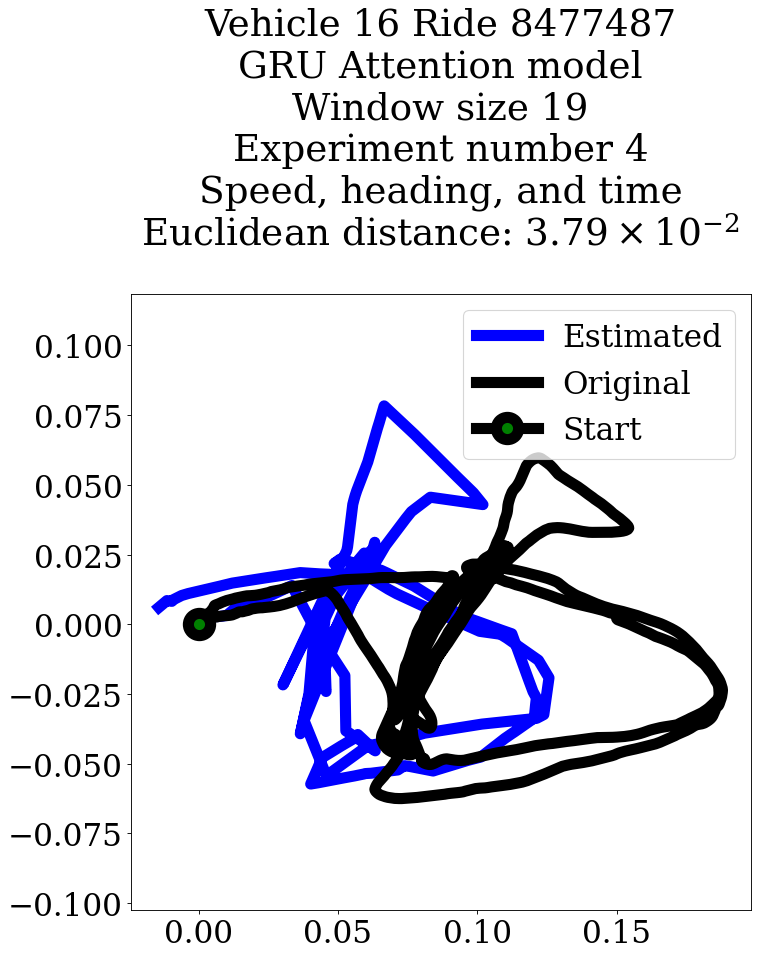 Vehicle 16 Ride 8477487
GRU Attention model
Window size 19
Experiment number 4
Speed, heading, and time
Euclidean distance: 3.79 × 10⁻²
Estimated
Original
Start
0.100
0.075
0.050
0.025
0.000
−0.025
−0.050
−0.075
−0.100
0.00 0.05 0.10 0.15